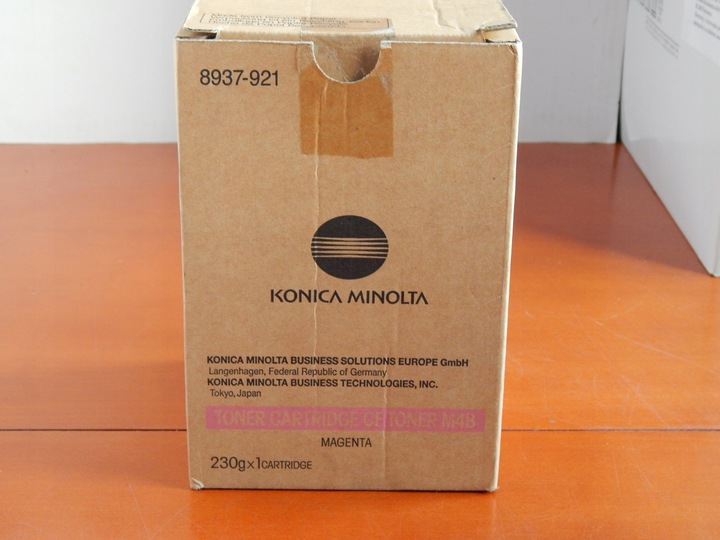 8937-921
KONICA MINOLTA
KONICA MINOLTA BUSINESS SOLUTIONS EUROPE GmbH
Langenhagen, Federal Republic of Germany
KONICA MINOLTA BUSINESS TECHNOLOGIES, INC.
Tokyo, Japan
TONER CARTRIDGE CF TONER M4B
MAGENTA
230g×1CARTRIDGE